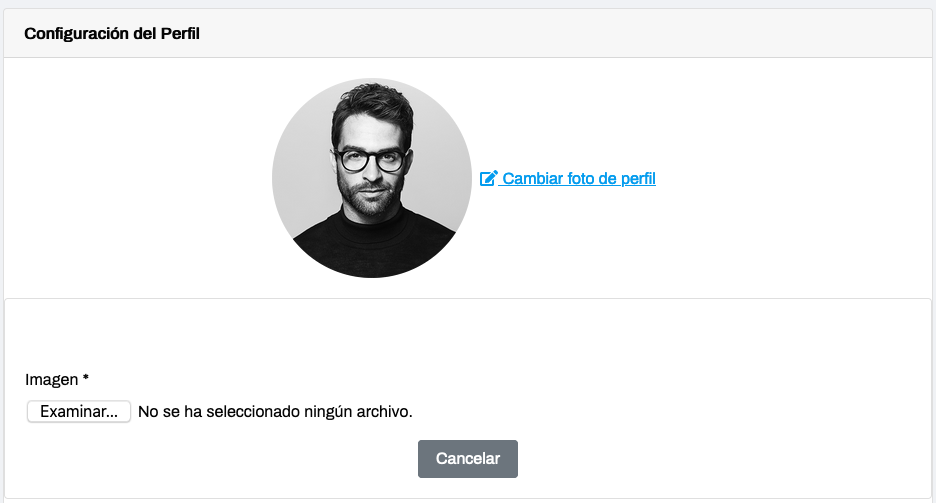 Configuración del Perfil
Cambiar foto de perfil
Imagen *
Examinar... No se ha seleccionado ningún archivo.
Cancelar